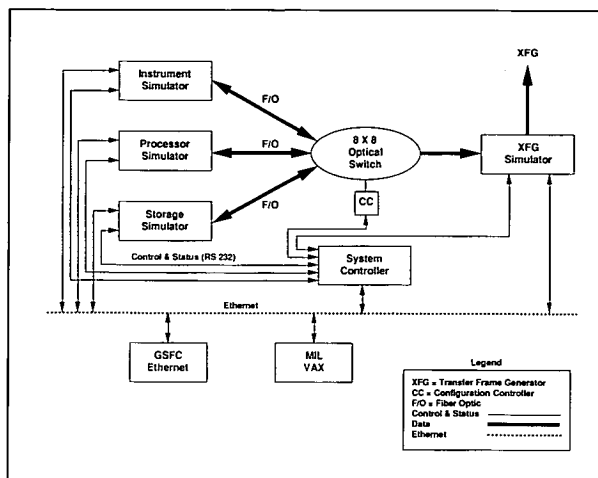 XFG
Instrument
Simulator
F/O
Processor
Simulator
F/O
8 X 8
Optical
Switch
XFG
Simulator
CC
Storage
Simulator
F/O
Control & Status (RS 232)
System
Controller
Ethernet
GSFC
Ethernet
MIL
VAX
Legend
XFG = Transfer Frame Generator
CC = Configuration Controller
F/O = Fiber Optic
Control & Status
Data
Ethernet